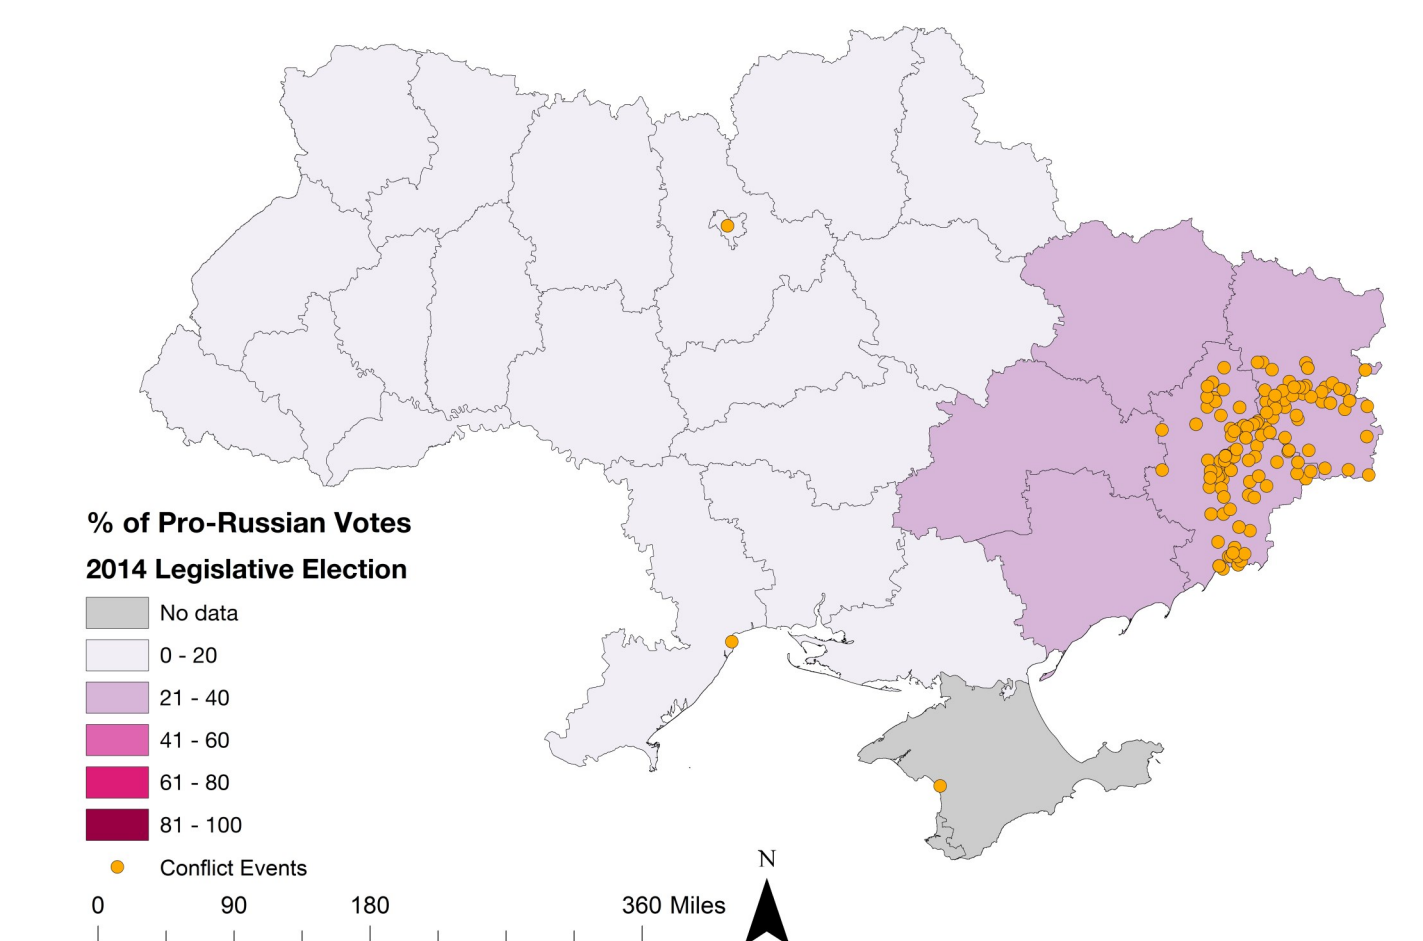 % of Pro-Russian Votes
2014 Legislative Election
No data
0 - 20
21 - 40
41 - 60
61 - 80
81 - 100
Conflict Events
N
0 90 180 360 Miles